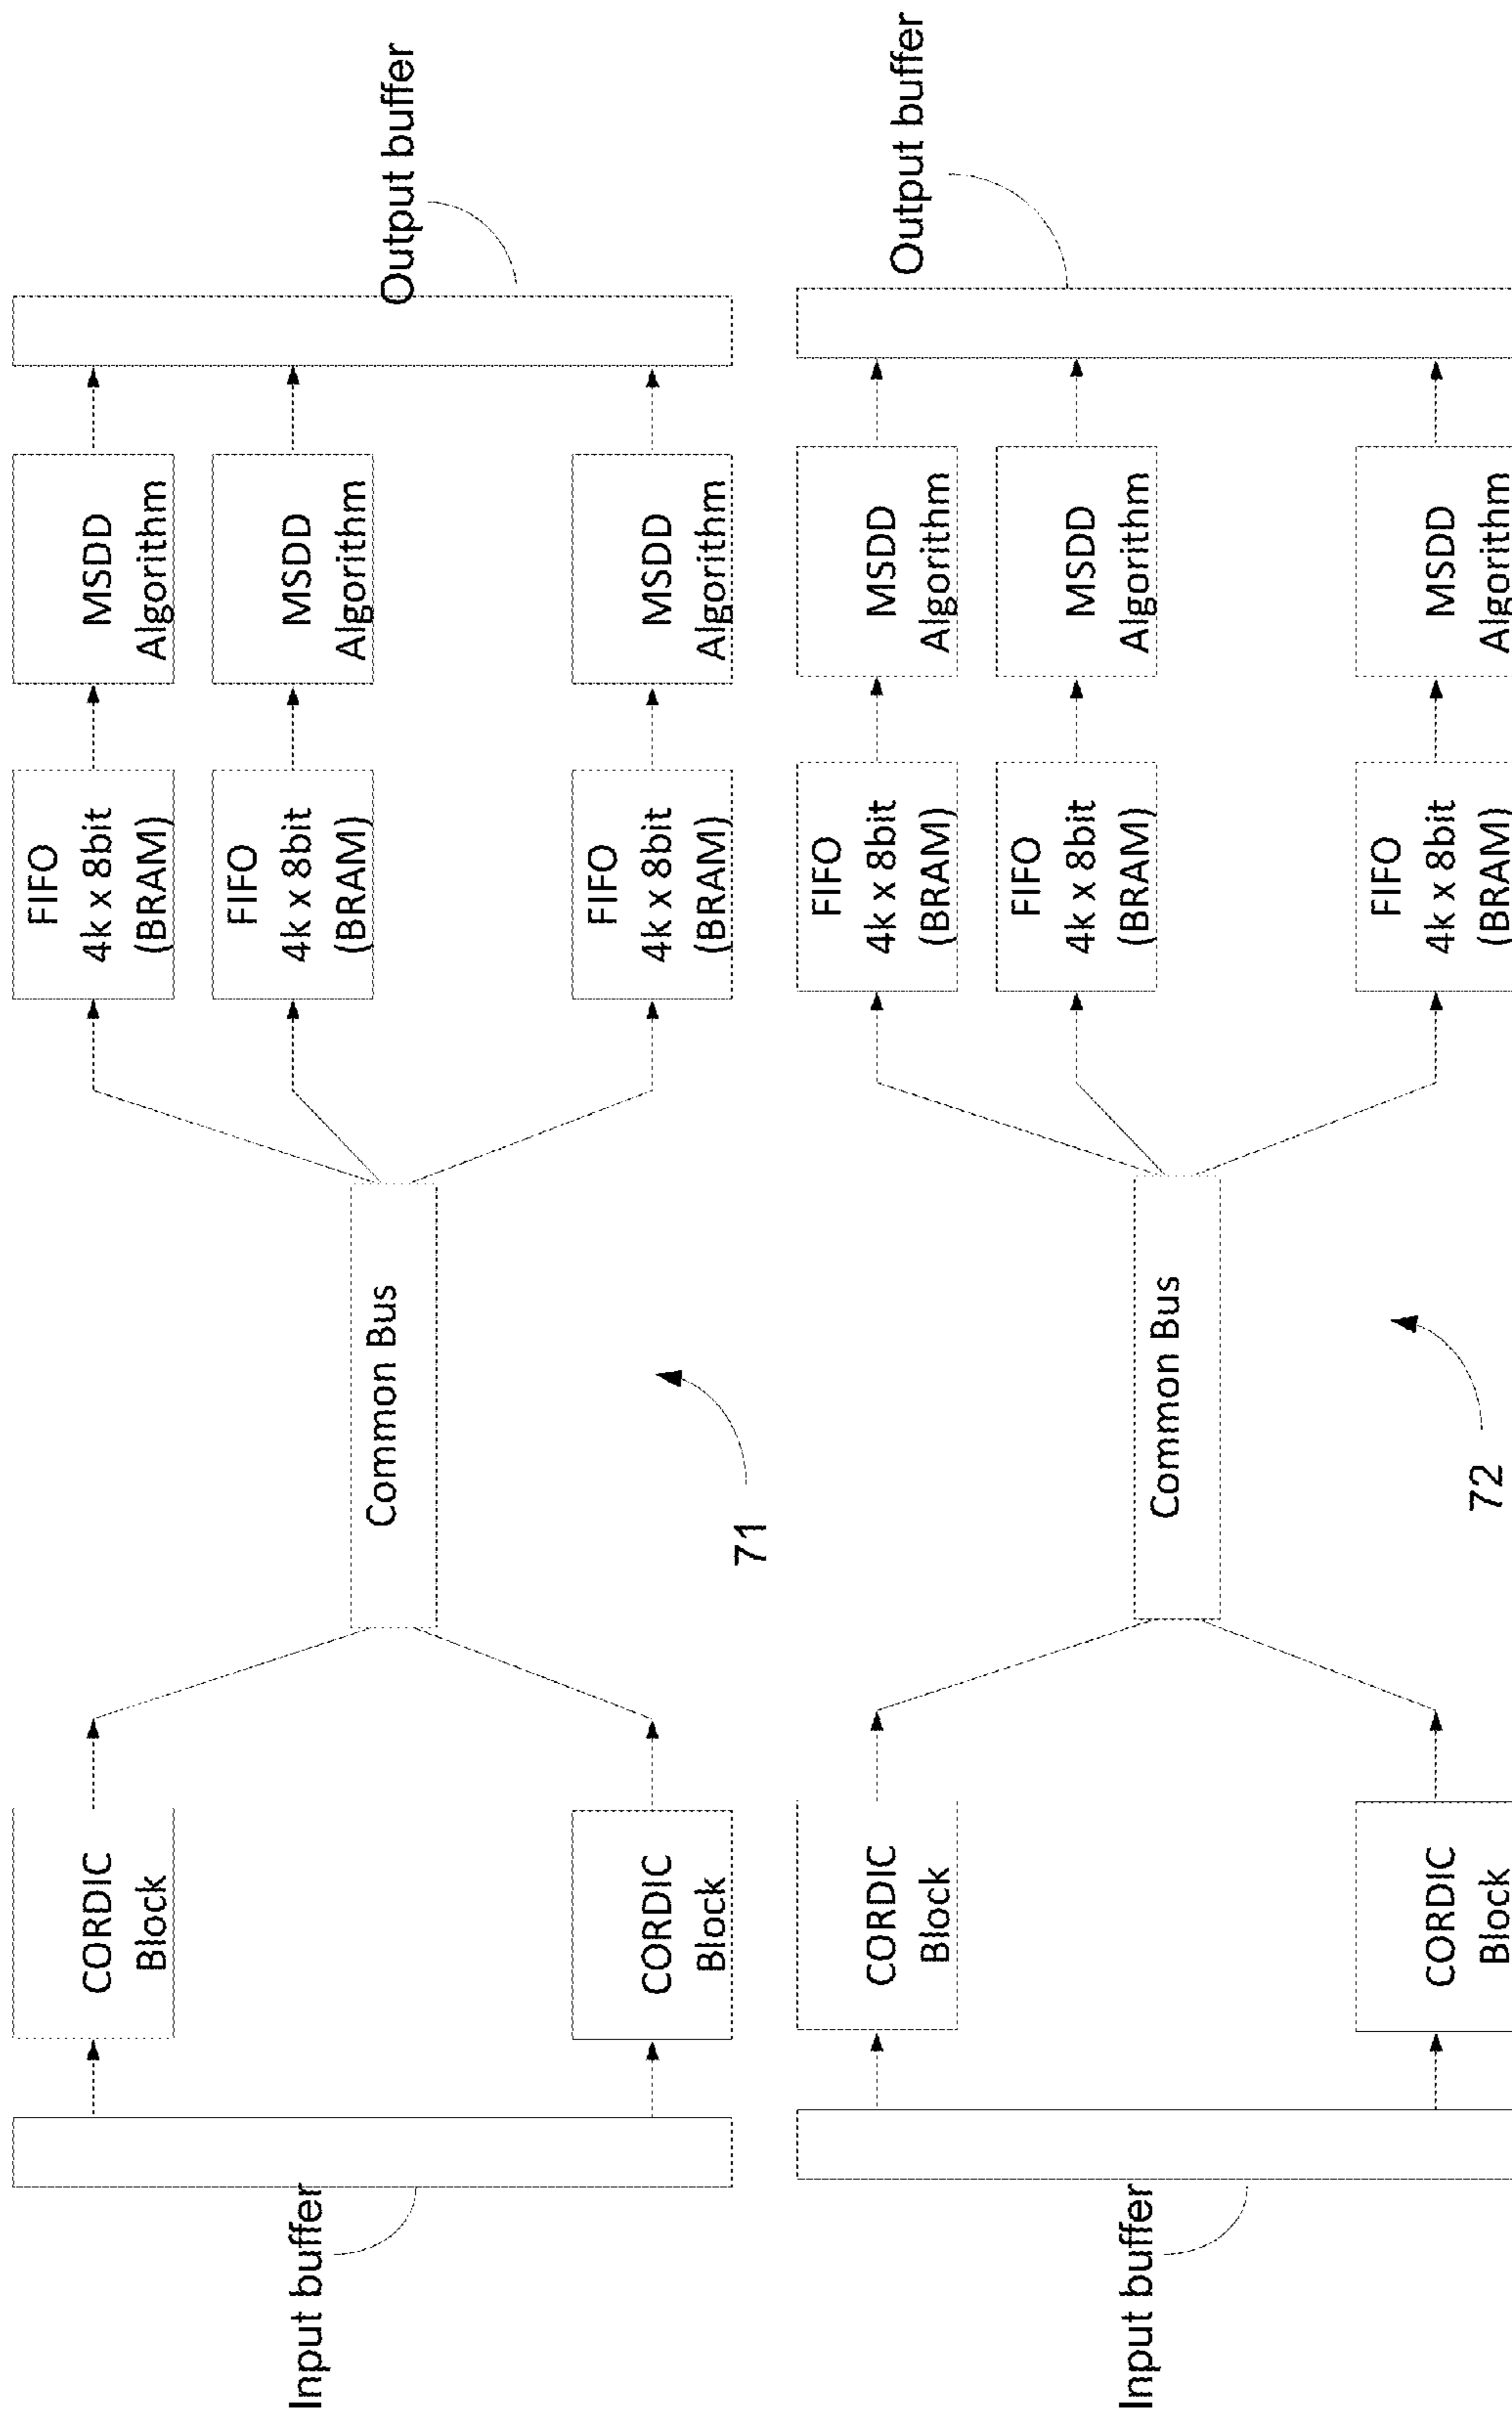 Input buffer
CORDIC
Block
CORDIC
Block
Common Bus
71
FIFO
4k x 8bit
(BRAM)
FIFO
4k x 8bit
(BRAM)
FIFO
4k x 8bit
(BRAM)
MSDD
Algorithm
MSDD
Algorithm
MSDD
Algorithm
Output buffer
Input buffer
CORDIC
Block
CORDIC
Block
Common Bus
72
FIFO
4k x 8bit
(BRAM)
FIFO
4k x 8bit
(BRAM)
FIFO
4k x 8bit
(BRAM)
MSDD
Algorithm
MSDD
Algorithm
MSDD
Algorithm
Output buffer